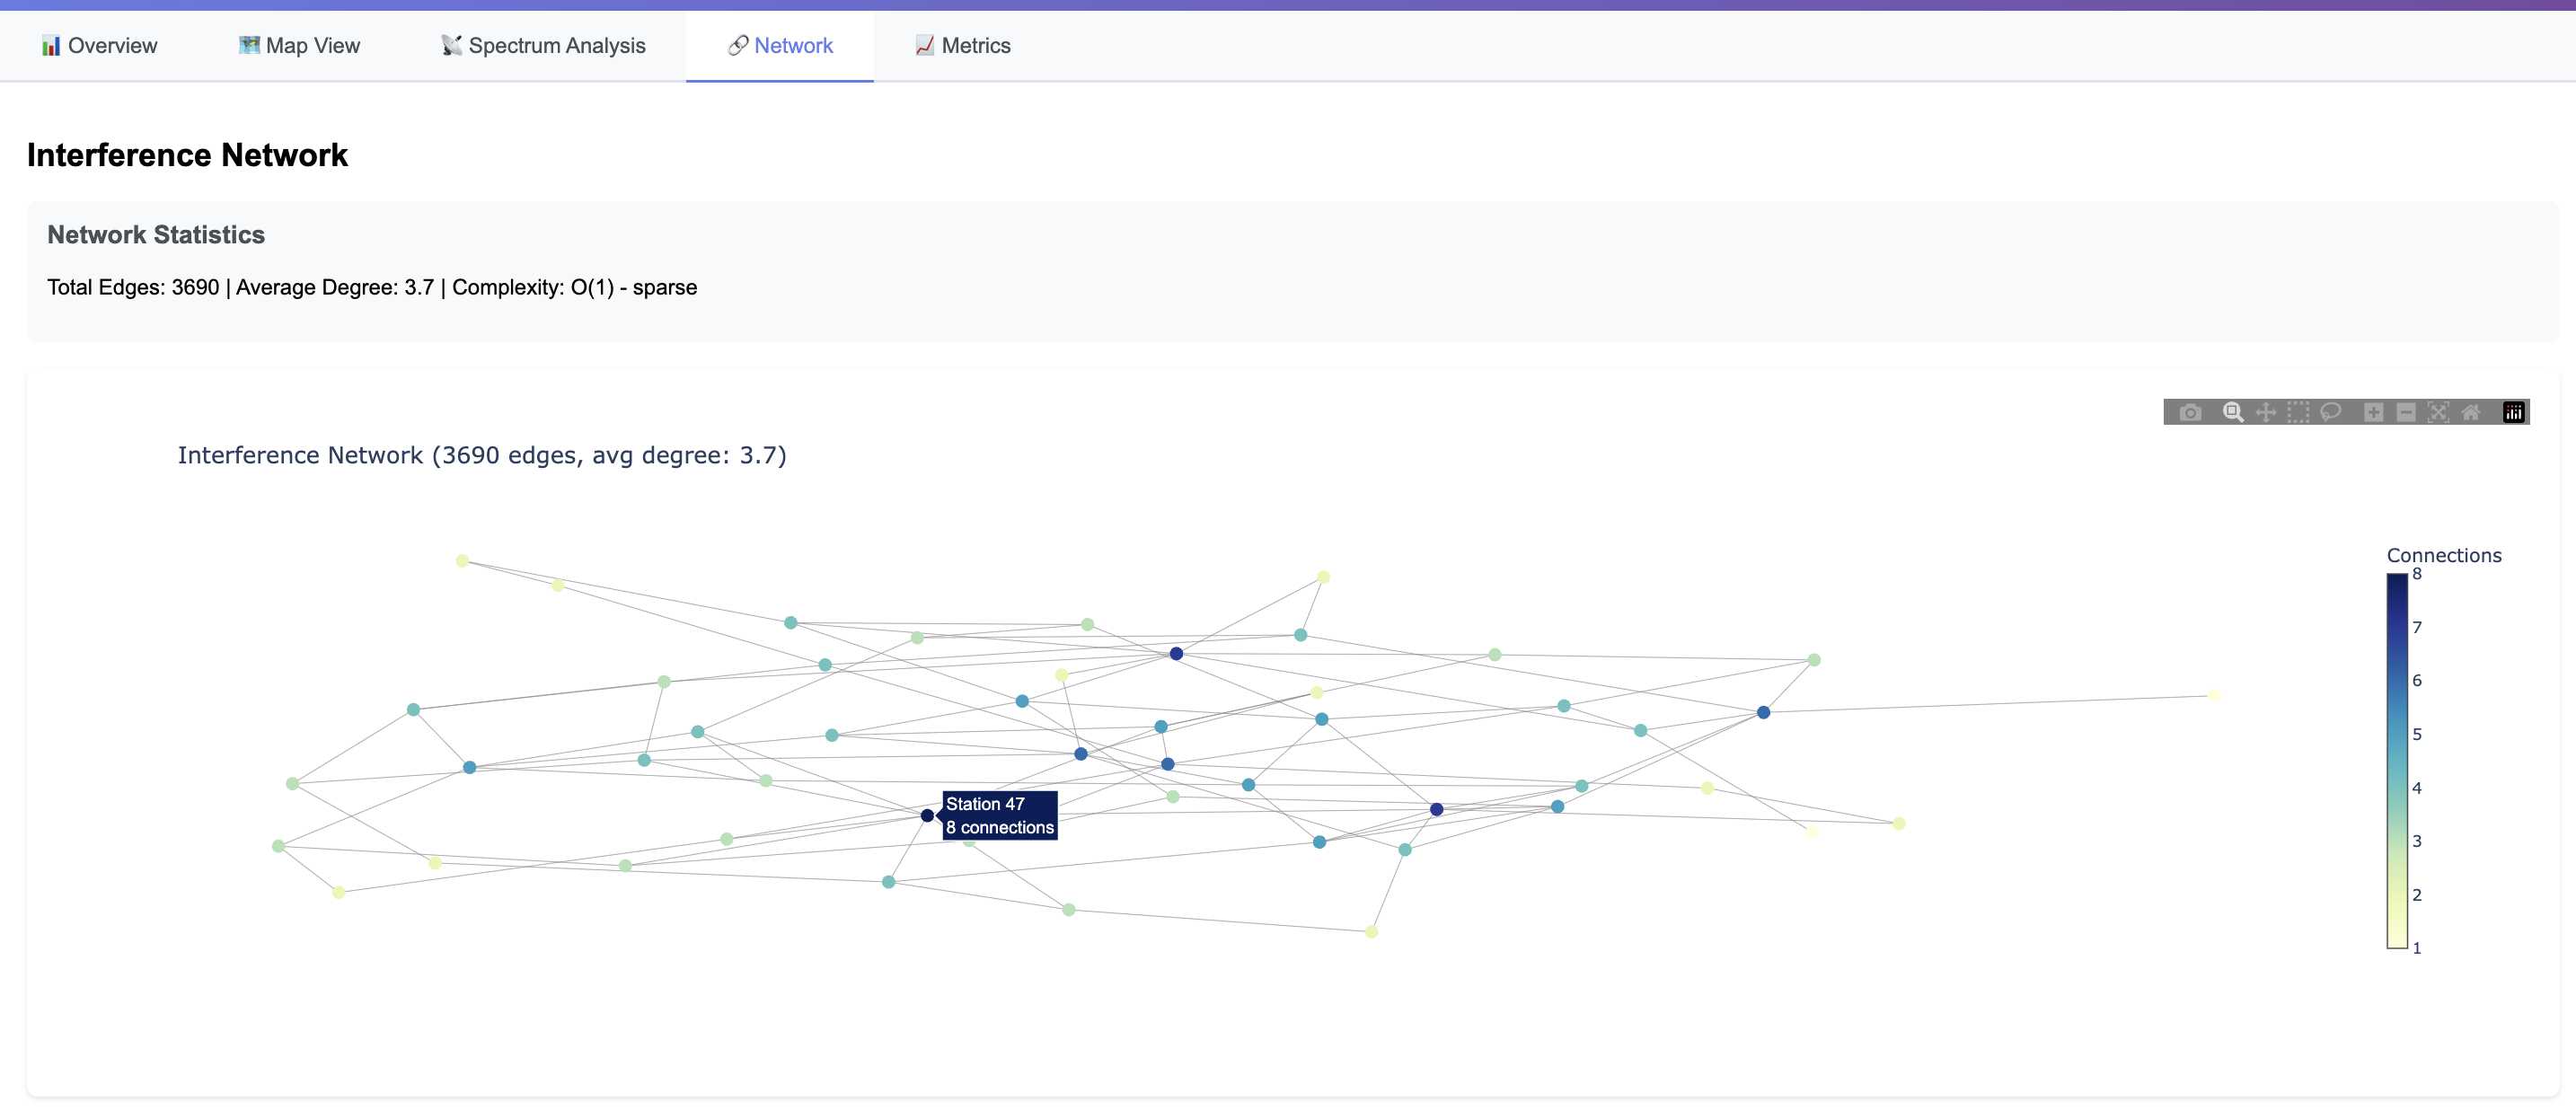 Overview
Map View
Spectrum Analysis
Network
Metrics
Interference Network
Network Statistics
Total Edges: 3690 | Average Degree: 3.7 | Complexity: O(1) - sparse
Interference Network (3690 edges, avg degree: 3.7)
Connections
8
7
6
5
4
3
2
1
Station 47
8 connections